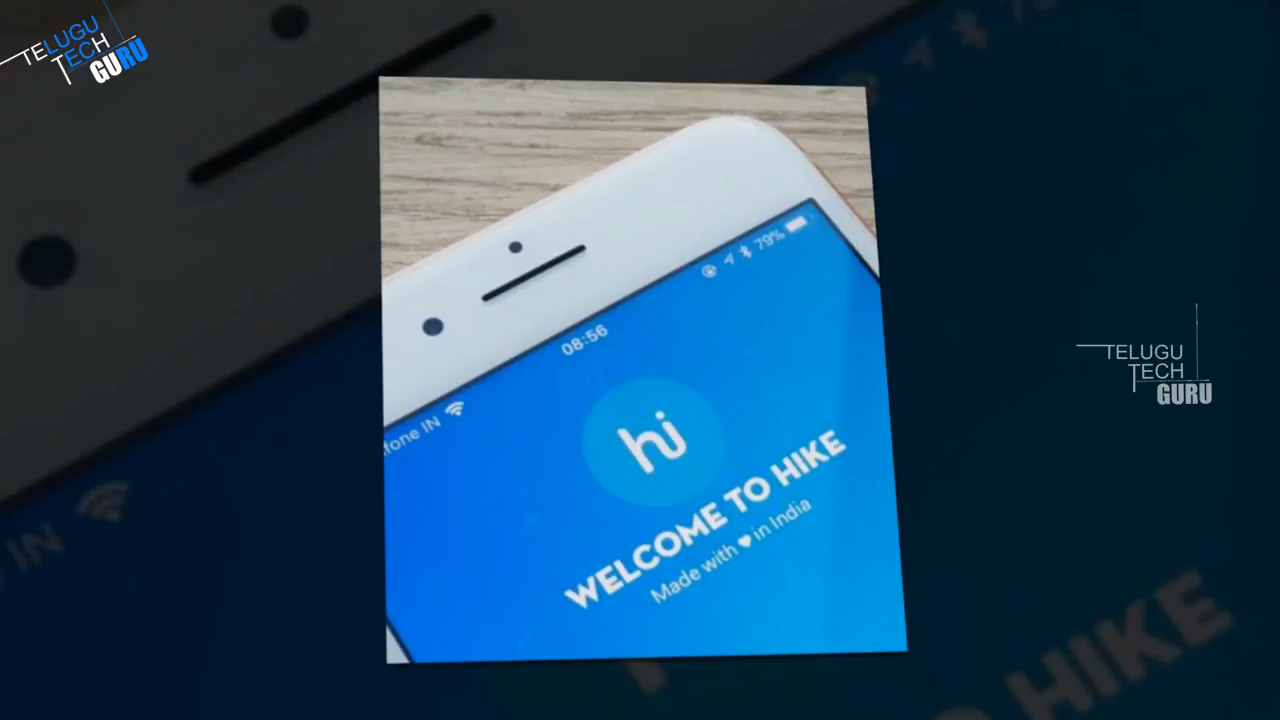 TELUGU
TECH
GURU
79%
08:56
fone IN
hi
WELCOME TO HIKE
Made with ♥ in India
TELUGU
TECH
GURU
IN
HIKE